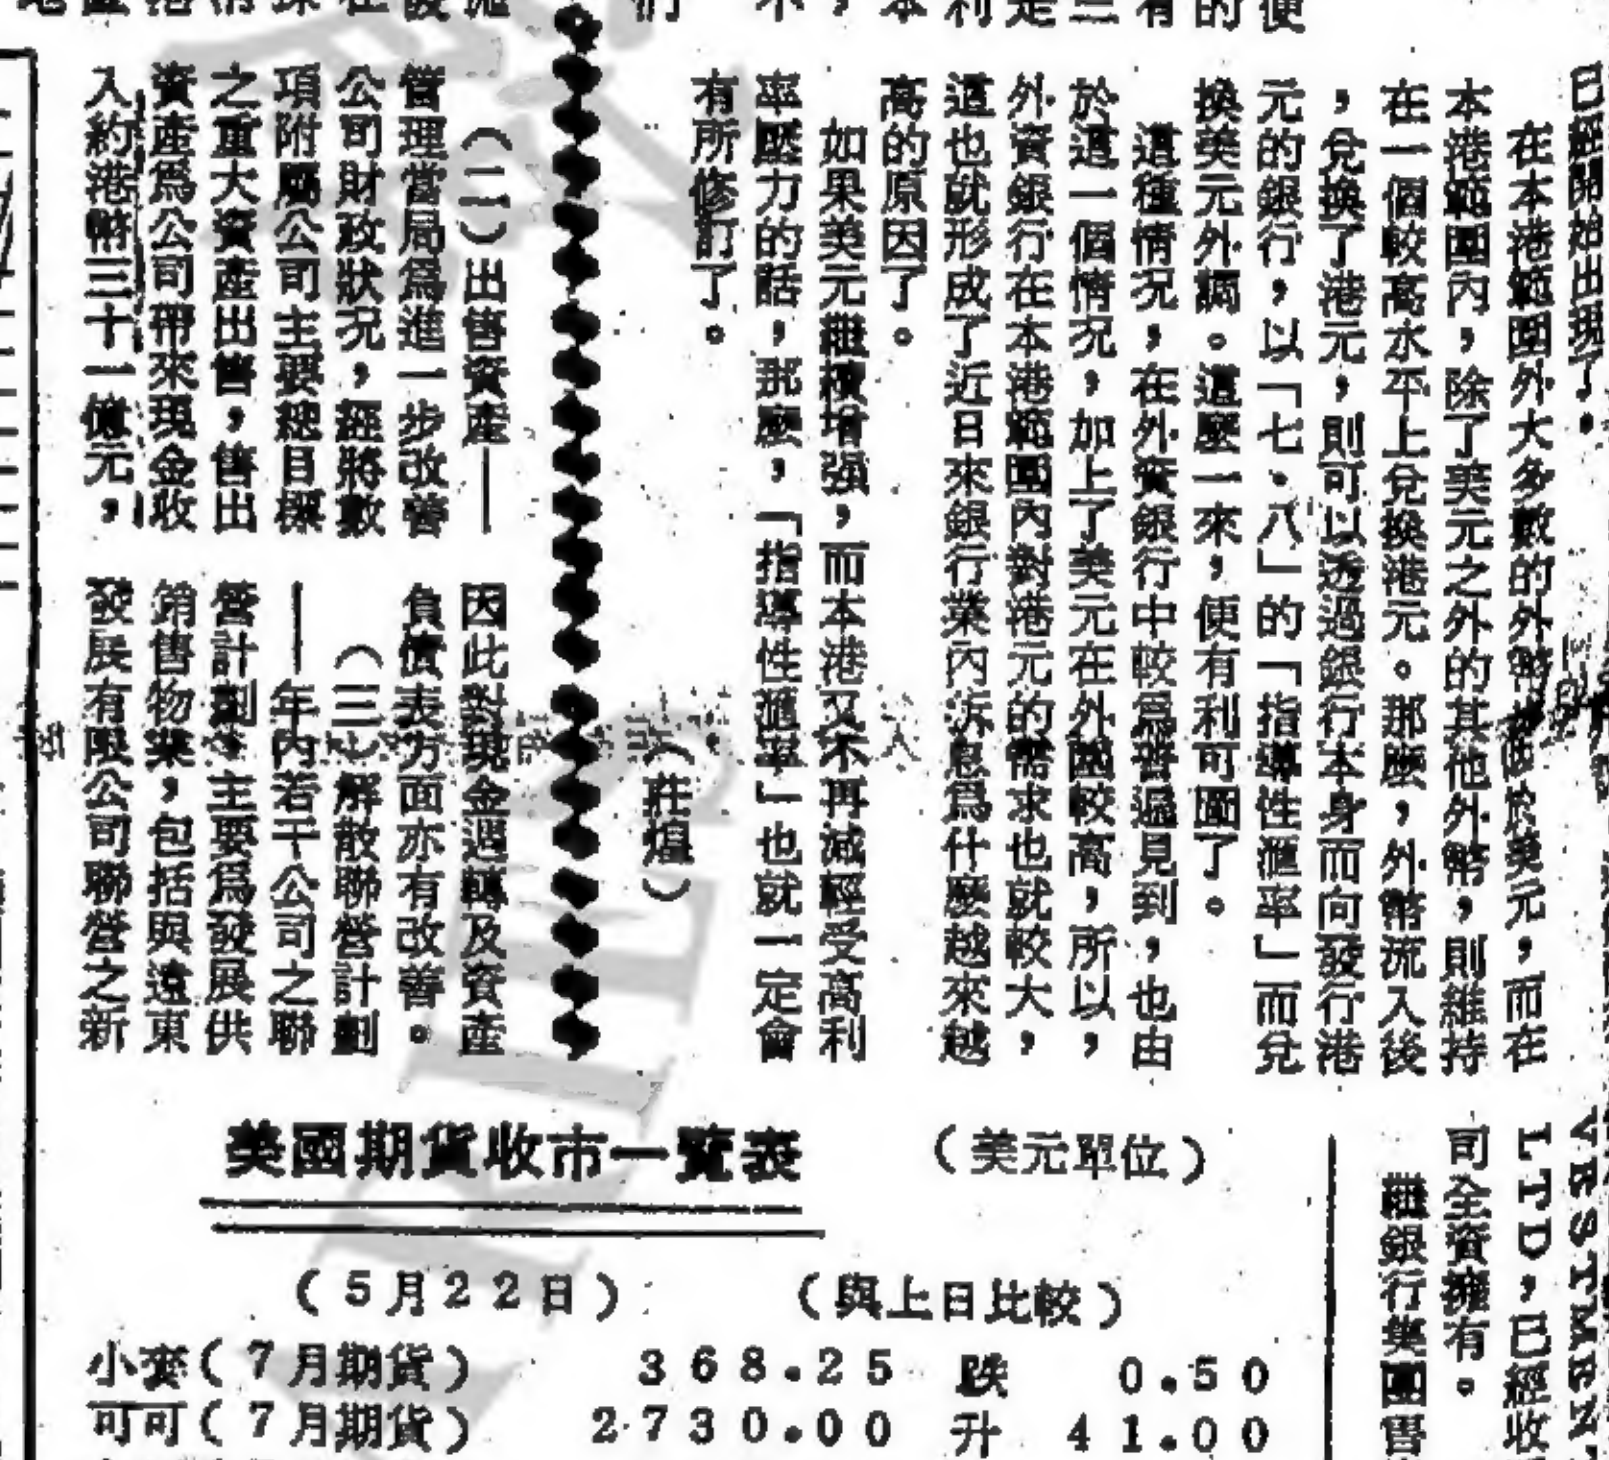 已經開始出現了，
在本港範圍外大多數的外幣
於美元，而在
本港範圍內，除了美元之外的其他外幣，則維持
在一個較高水平上兌換港元。那麼，外幣流入後
，兌換了港元，則可以透過銀行本身而向發行港
元的銀行，以「七．八」的「指導性滙率」而兌
換美元外調。這麼一來，便有利可圖了。
這種情况，在外資銀行中較爲普遍見到，也由
於這一個情况，加上了美元在外國較高，所以，
外資銀行在本港範圍內對港元的需求也就較大，
這也就形成了近日來銀行業內訴息爲什麼越來越
高的原因了。
如果美元繼續增强，而本港又不再減輕受高利
率壓力的話，那麼，「指導性滙率」也就一定會
有所修訂了。
（莊煌）
（二）出售資產——
管理當局爲進一步改善
公司財政狀况，經將數
項附屬公司主要總目標
之重大資產出售，售出
資產爲公司帶來現金收
入約港幣三十一億元，
因此對現金週轉及資產
負債表方面亦有改善。
（三）解散聯營計劃
——年內若干公司之聯
營計劃，主要爲發展供
銷售物業，包括與遠東
發展有限公司聯營之新
VESTMEN
LTD，已經收
司全資擁有。
繼銀行集團售
美國期貨收市一覽表 （美元單位）
（5月22日） （與上日比較）
小麥（7月期貨） 368.25 跌 0.50
可可（7月期貨） 2730.00 升 41.00